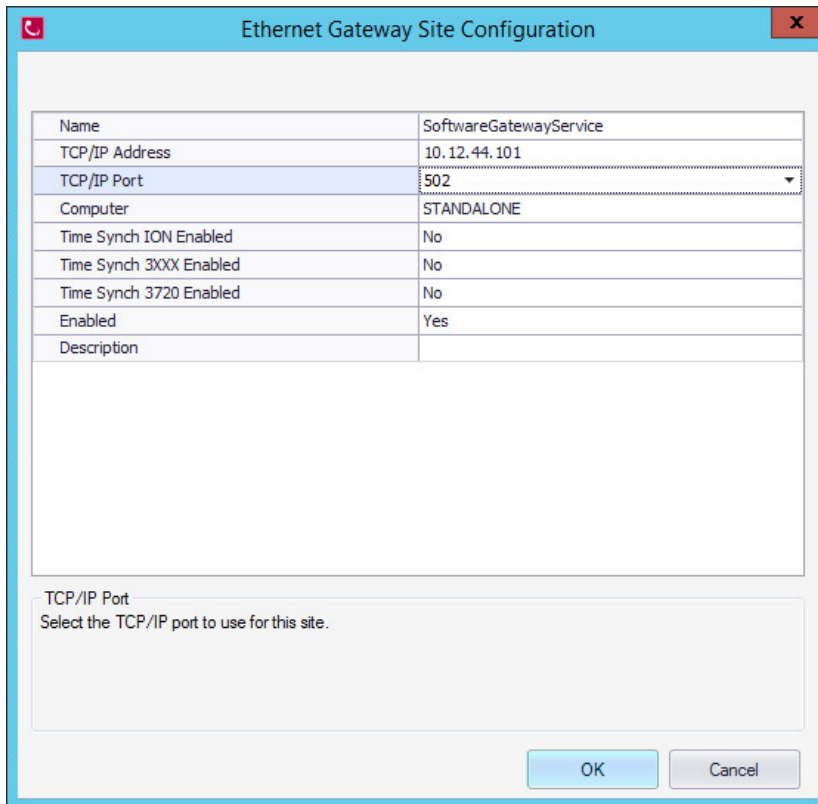 Ethernet Gateway Site Configuration
x
Name SoftwareGatewayService
TCP/IP Address 10.12.44.101
TCP/IP Port 502
Computer STANDALONE
Time Synch ION Enabled No
Time Synch 3XXX Enabled No
Time Synch 3720 Enabled No
Enabled Yes
Description
TCP/IP Port
Select the TCP/IP port to use for this site.
OK Cancel